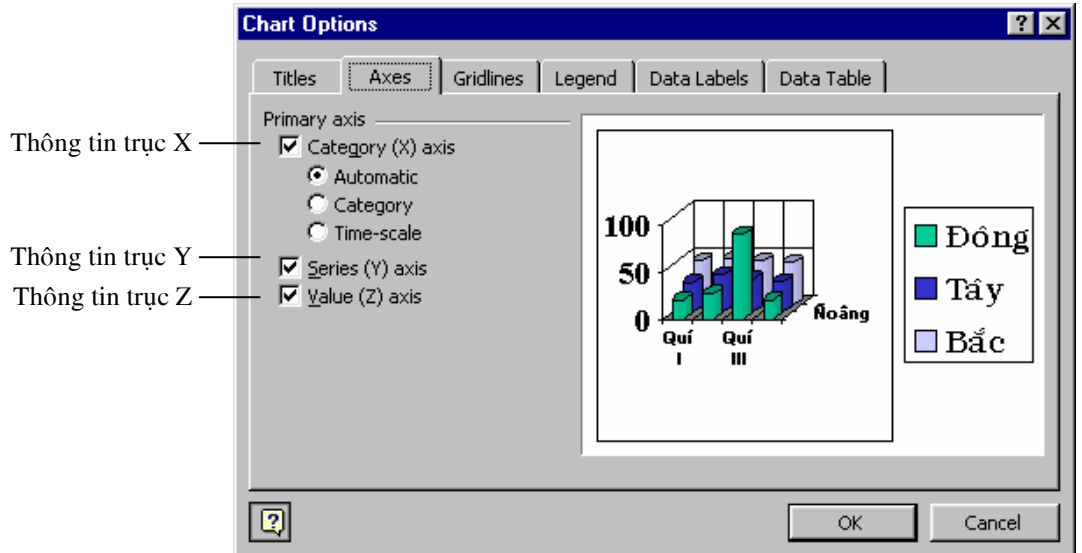 Chart Options
Titles Axes Gridlines Legend Data Labels Data Table
Primary axis
Thông tin trục X
Category (X) axis
Automatic
Category
Time-scale
Thông tin trục Y
Series (Y) axis
Thông tin trục Z
Value (Z) axis
100
50
0
Quí I
Quí III
Ñoâng
Đông
Tây
Bắc
OK Cancel